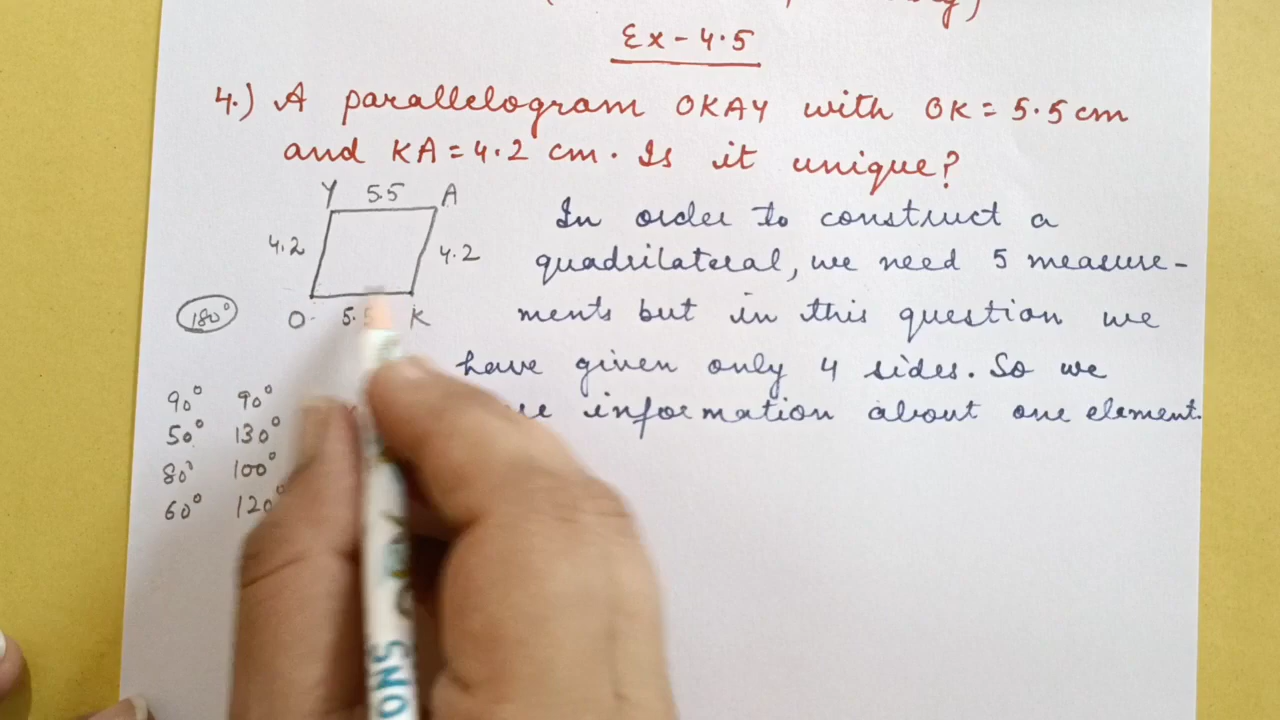 Ex-4.5
4.) A parallelogram OKAY with OK = 5.5 cm
and KA = 4.2 cm. Is it unique?
Y 5.5 A
4.2 4.2
O K
180°
90° 90°
50° 130°
80° 100°
60° 120°
In order to construct a
quadrilateral, we need 5 measure-
ments but in this question we
have given only 4 sides. So we
information about one element.
ONS